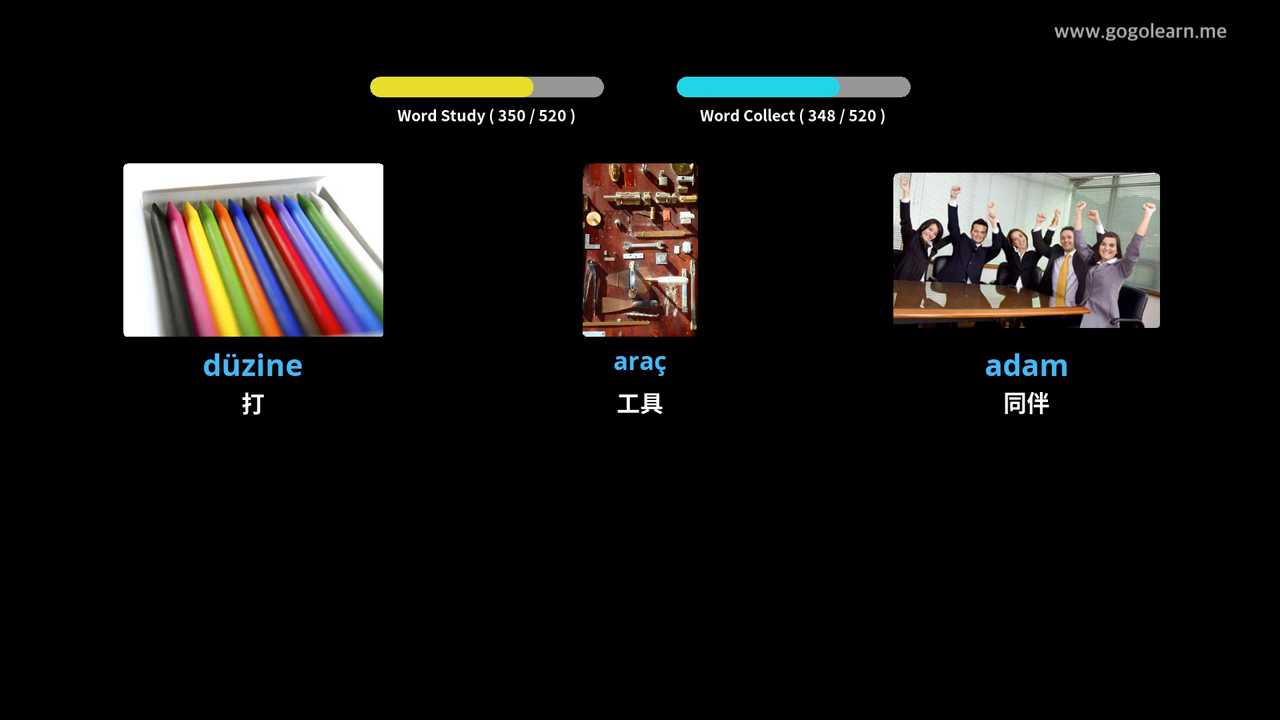 www.gogolearn.me
Word Study ( 350 / 520 )
Word Collect ( 348 / 520 )
düzine
打
araç
工具
adam
同伴